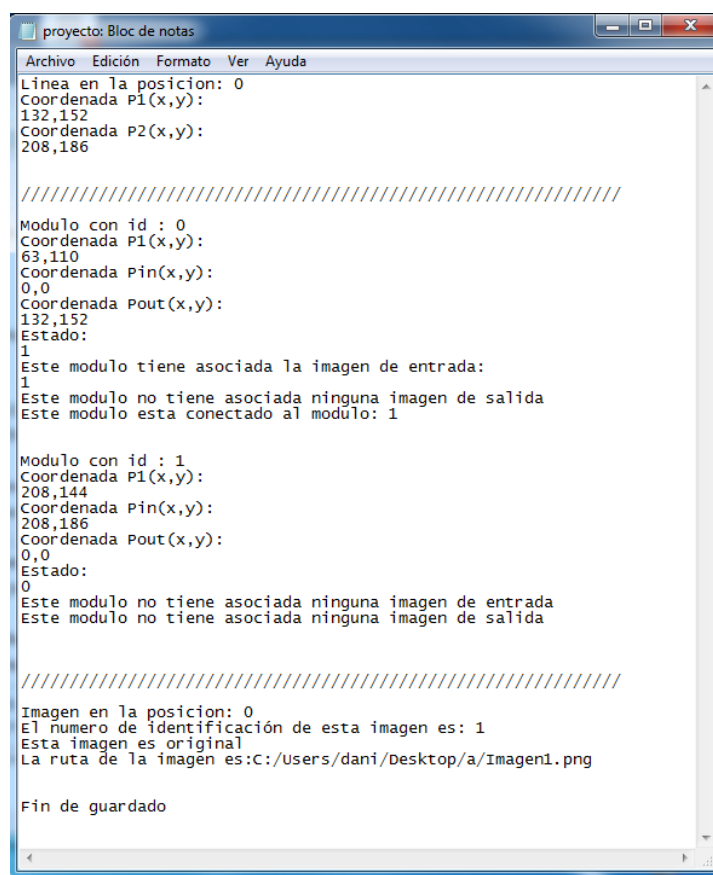 proyecto: Bloc de notas
Archivo Edición Formato Ver Ayuda
Linea en la posicion: 0
Coordenada P1(x,y):
132,152
Coordenada P2(x,y):
208,186
//////////////////////////////////////////////////////////////
Modulo con id : 0
Coordenada P1(x,y):
63,110
Coordenada Pin(x,y):
0,0
Coordenada Pout(x,y):
132,152
Estado:
1
Este modulo tiene asociada la imagen de entrada:
1
Este modulo no tiene asociada ninguna imagen de salida
Este modulo esta conectado al modulo: 1
Modulo con id : 1
Coordenada P1(x,y):
208,144
Coordenada Pin(x,y):
208,186
Coordenada Pout(x,y):
0,0
Estado:
0
Este modulo no tiene asociada ninguna imagen de entrada
Este modulo no tiene asociada ninguna imagen de salida
//////////////////////////////////////////////////////////////
Imagen en la posicion: 0
El numero de identificación de esta imagen es: 1
Esta imagen es original
La ruta de la imagen es:C:/Users/dani/Desktop/a/Imagen1.png
Fin de guardado